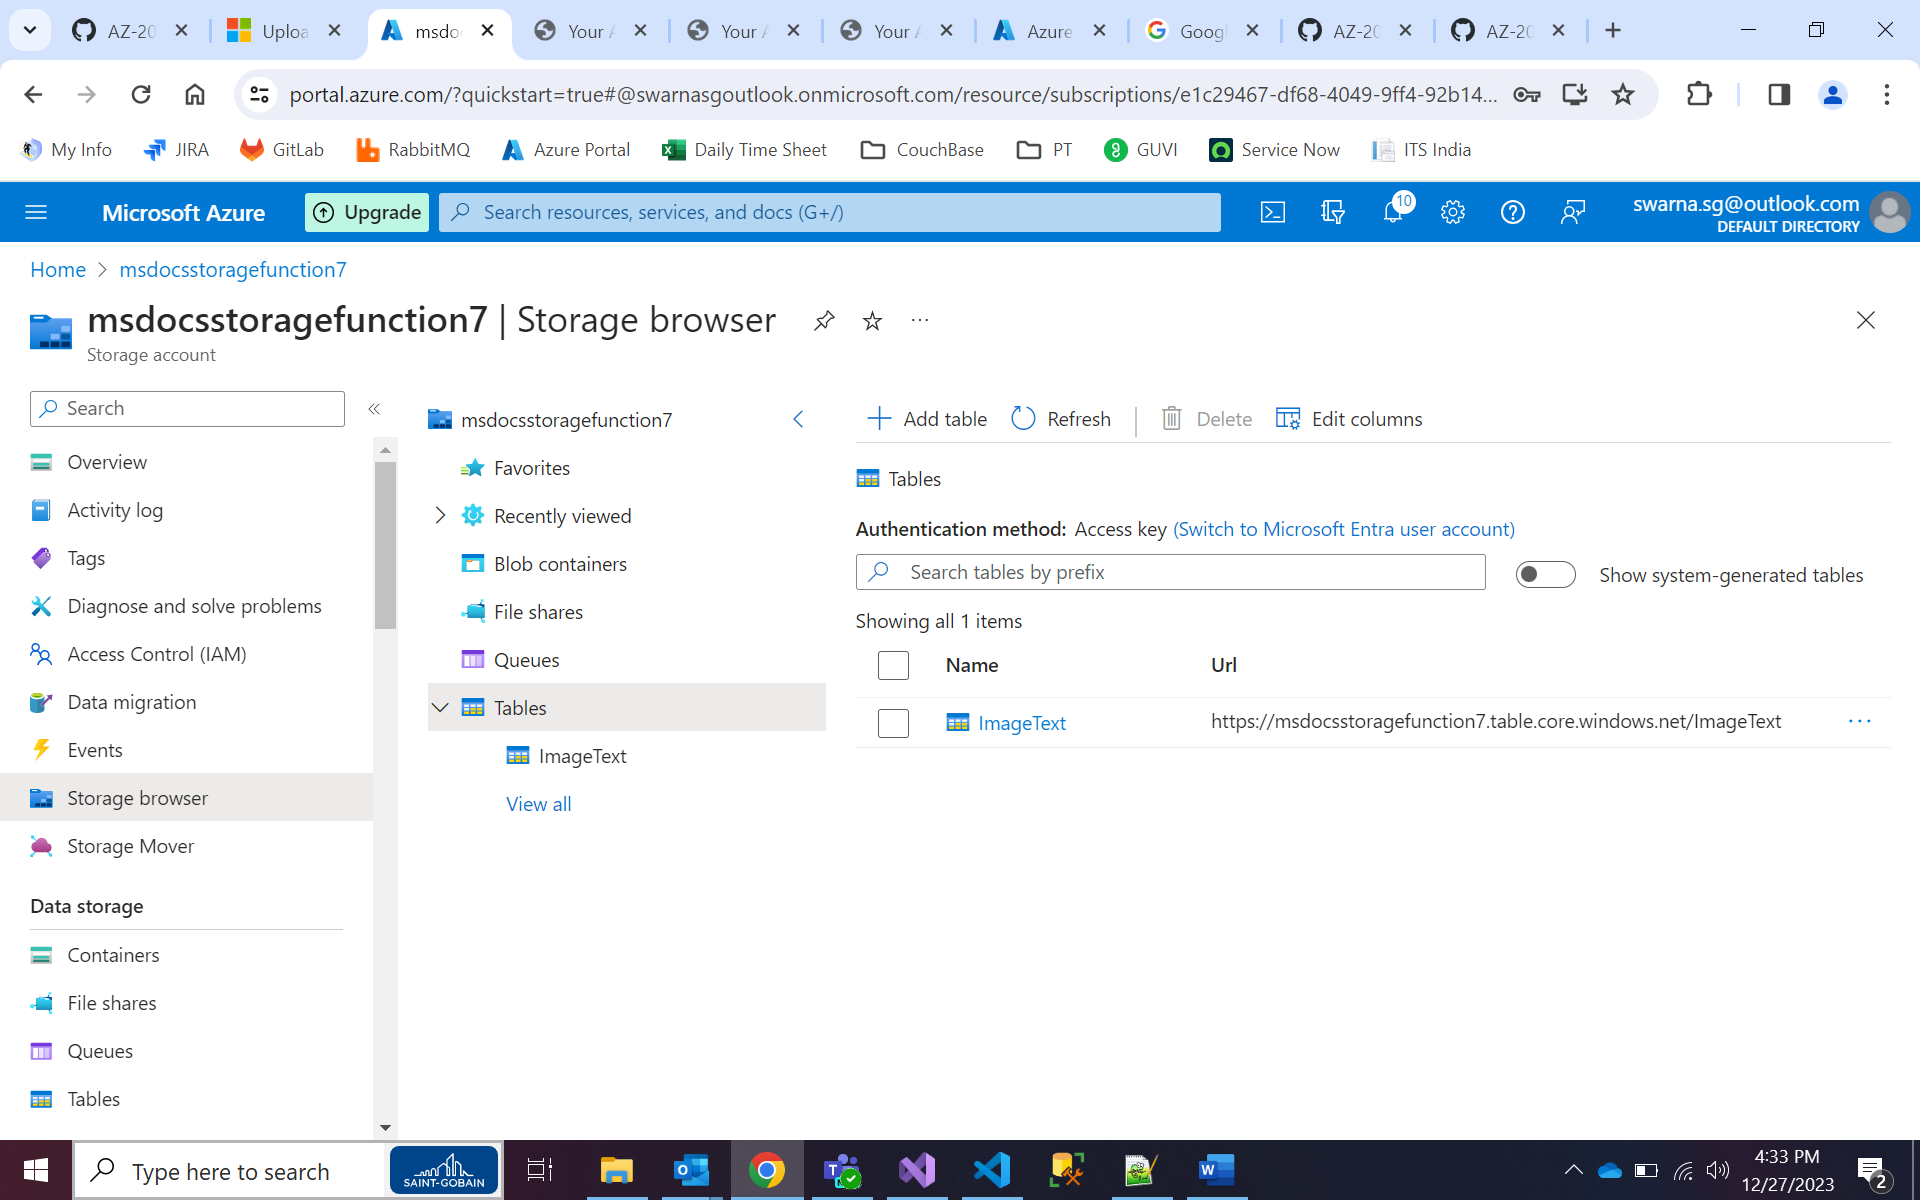 AZ-20
Uploa
msdoc
Your A
Your A
Your A
Azure
Googl
AZ-20
AZ-20
portal.azure.com/?quickstart=true#@swarnasgoutlook.onmicrosoft.com/resource/subscriptions/e1c29467-df68-4049-9ff4-92b14...
My Info
JIRA
GitLab
RabbitMQ
Azure Portal
Daily Time Sheet
CouchBase
PT
GUVI
Service Now
ITS India
Microsoft Azure
Upgrade
Search resources, services, and docs (G+/)
10
swarna.sg@outlook.com
DEFAULT DIRECTORY
Home > msdocsstoragefunction7
msdocsstoragefunction7 | Storage browser
Storage account
Search
Overview
Activity log
Tags
Diagnose and solve problems
Access Control (IAM)
Data migration
Events
Storage browser
Storage Mover
Data storage
Containers
File shares
Queues
Tables
msdocsstoragefunction7
Favorites
Recently viewed
Blob containers
File shares
Queues
Tables
ImageText
View all
Add table
Refresh
Delete
Edit columns
Tables
Authentication method: Access key (Switch to Microsoft Entra user account)
Search tables by prefix
Show system-generated tables
Showing all 1 items
Name Url
ImageText https://msdocsstoragefunction7.table.core.windows.net/ImageText
Type here to search
SAINT-GOBAIN
4:33 PM
12/27/2023
2